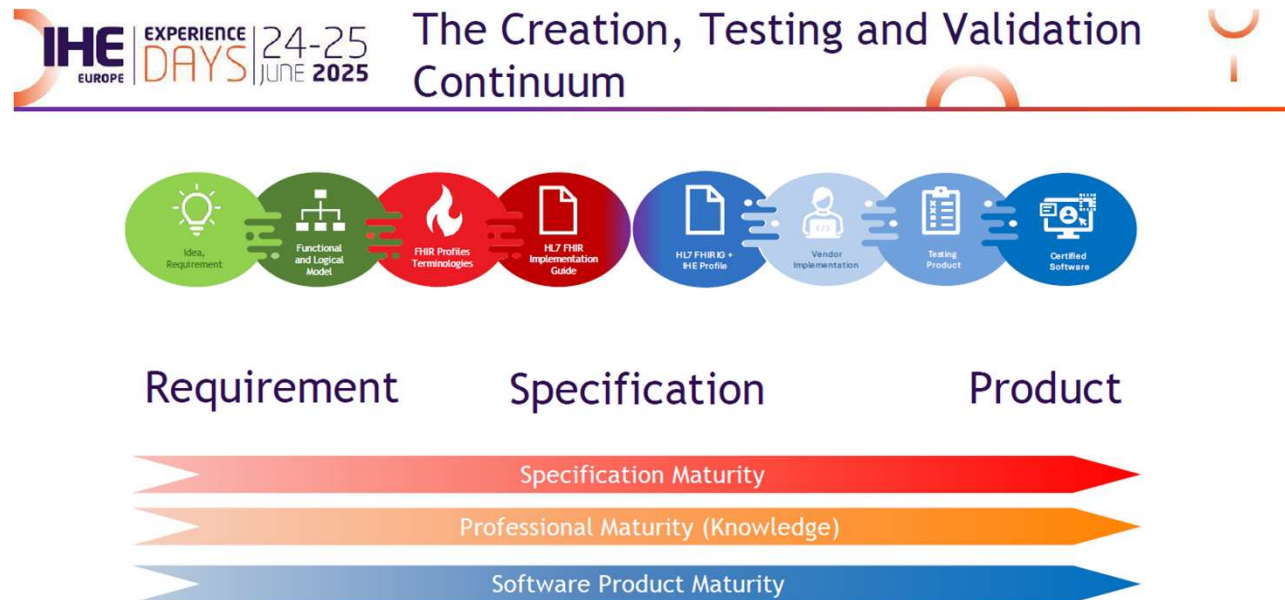 IHE
EUROPE
EXPERIENCE
DAYS
24-25
JUNE 2025
The Creation, Testing and Validation
Continuum
Idea,
Requirement
Functional
and Logical
Model
FHIR Profiles
Terminologies
HL7 FHIR
Implementation
Guide
HL7 FHIR IG +
IHE Profile
Vendor
Implementation
Testing
Product
Certified
Software
Requirement
Specification
Product
Specification Maturity
Professional Maturity (Knowledge)
Software Product Maturity